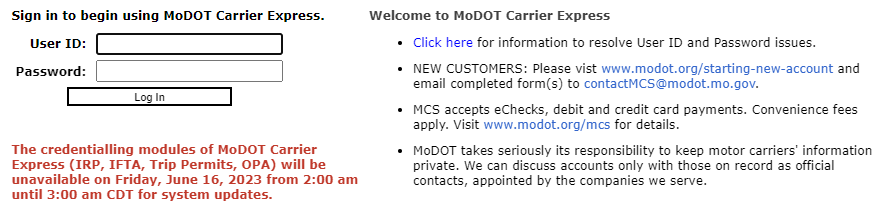 Sign in to begin using MoDOT Carrier Express.
User ID:
Password:
Log In
The credentialling modules of MoDOT Carrier
Express (IRP, IFTA, Trip Permits, OPA) will be
unavailable on Friday, June 16, 2023 from 2:00 am
until 3:00 am CDT for system updates.
Welcome to MoDOT Carrier Express
• Click here for information to resolve User ID and Password issues.
• NEW CUSTOMERS: Please vist www.modot.org/starting-new-account and
email completed form(s) to contactMCS@modot.mo.gov.
• MCS accepts eChecks, debit and credit card payments. Convenience fees
apply. Visit www.modot.org/mcs for details.
• MoDOT takes seriously its responsibility to keep motor carriers' information
private. We can discuss accounts only with those on record as official
contacts, appointed by the companies we serve.